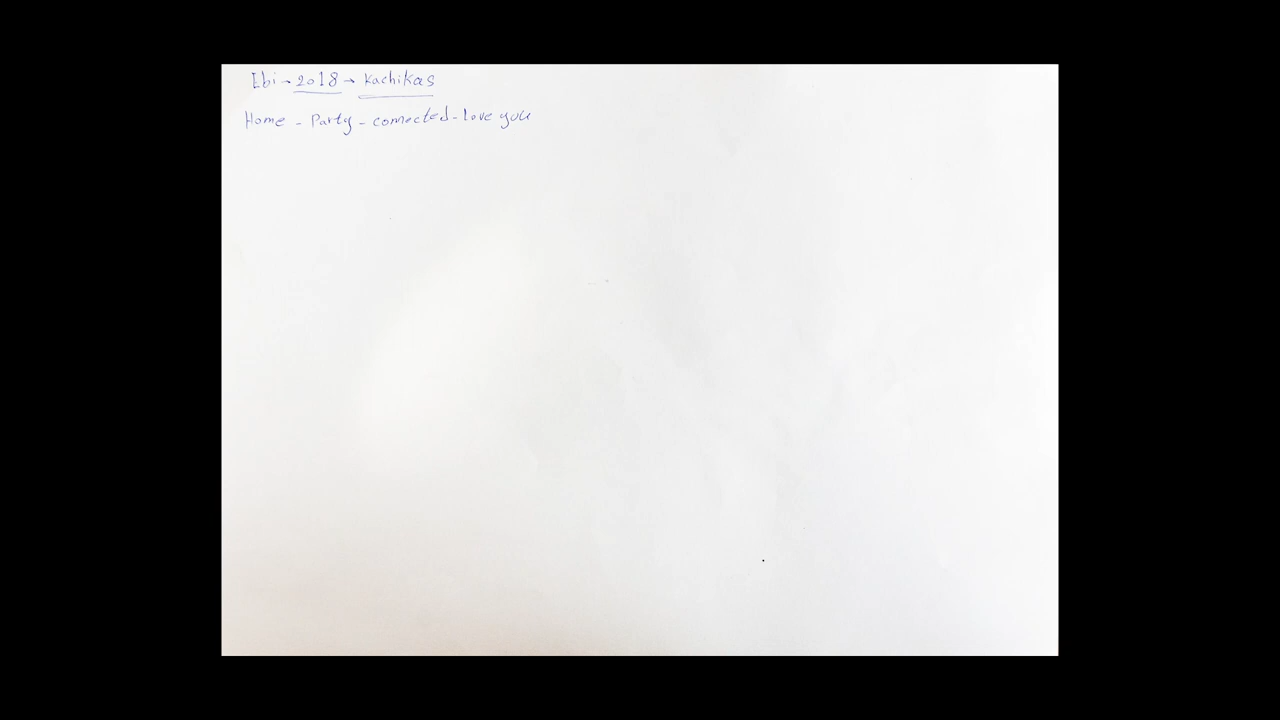 Ebi → 2018 → Kachikas
Home - Party - connected - love you